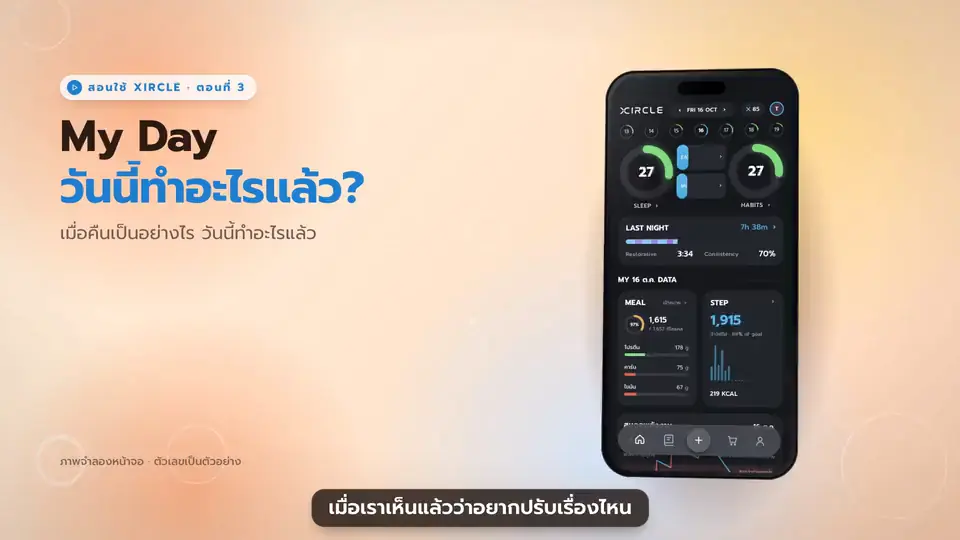 สอนใช้ XIRCLE · ตอนที่ 3
My Day
วันนี้ทำอะไรแล้ว?
เมื่อคืนเป็นอย่างไร วันนี้ทำอะไรแล้ว
XIRCLE
‹ FRI 16 OCT ›
× 65
T
13 14 15 16 17 18 19
27
27
SLEEP ›
HABITS ›
LAST NIGHT
7h 38m ›
Restorative 3:34
Consistency 70%
MY 16 ต.ค. DATA
MEAL
STEP
97%
1,615
1,915
โปรตีน 178 g
คาร์บ 75 g
ไขมัน 67 g
219 KCAL
ภาพจำลองหน้าจอ · ตัวเลขเป็นตัวอย่าง
เมื่อเราเห็นแล้วว่าอยากปรับเรื่องไหน